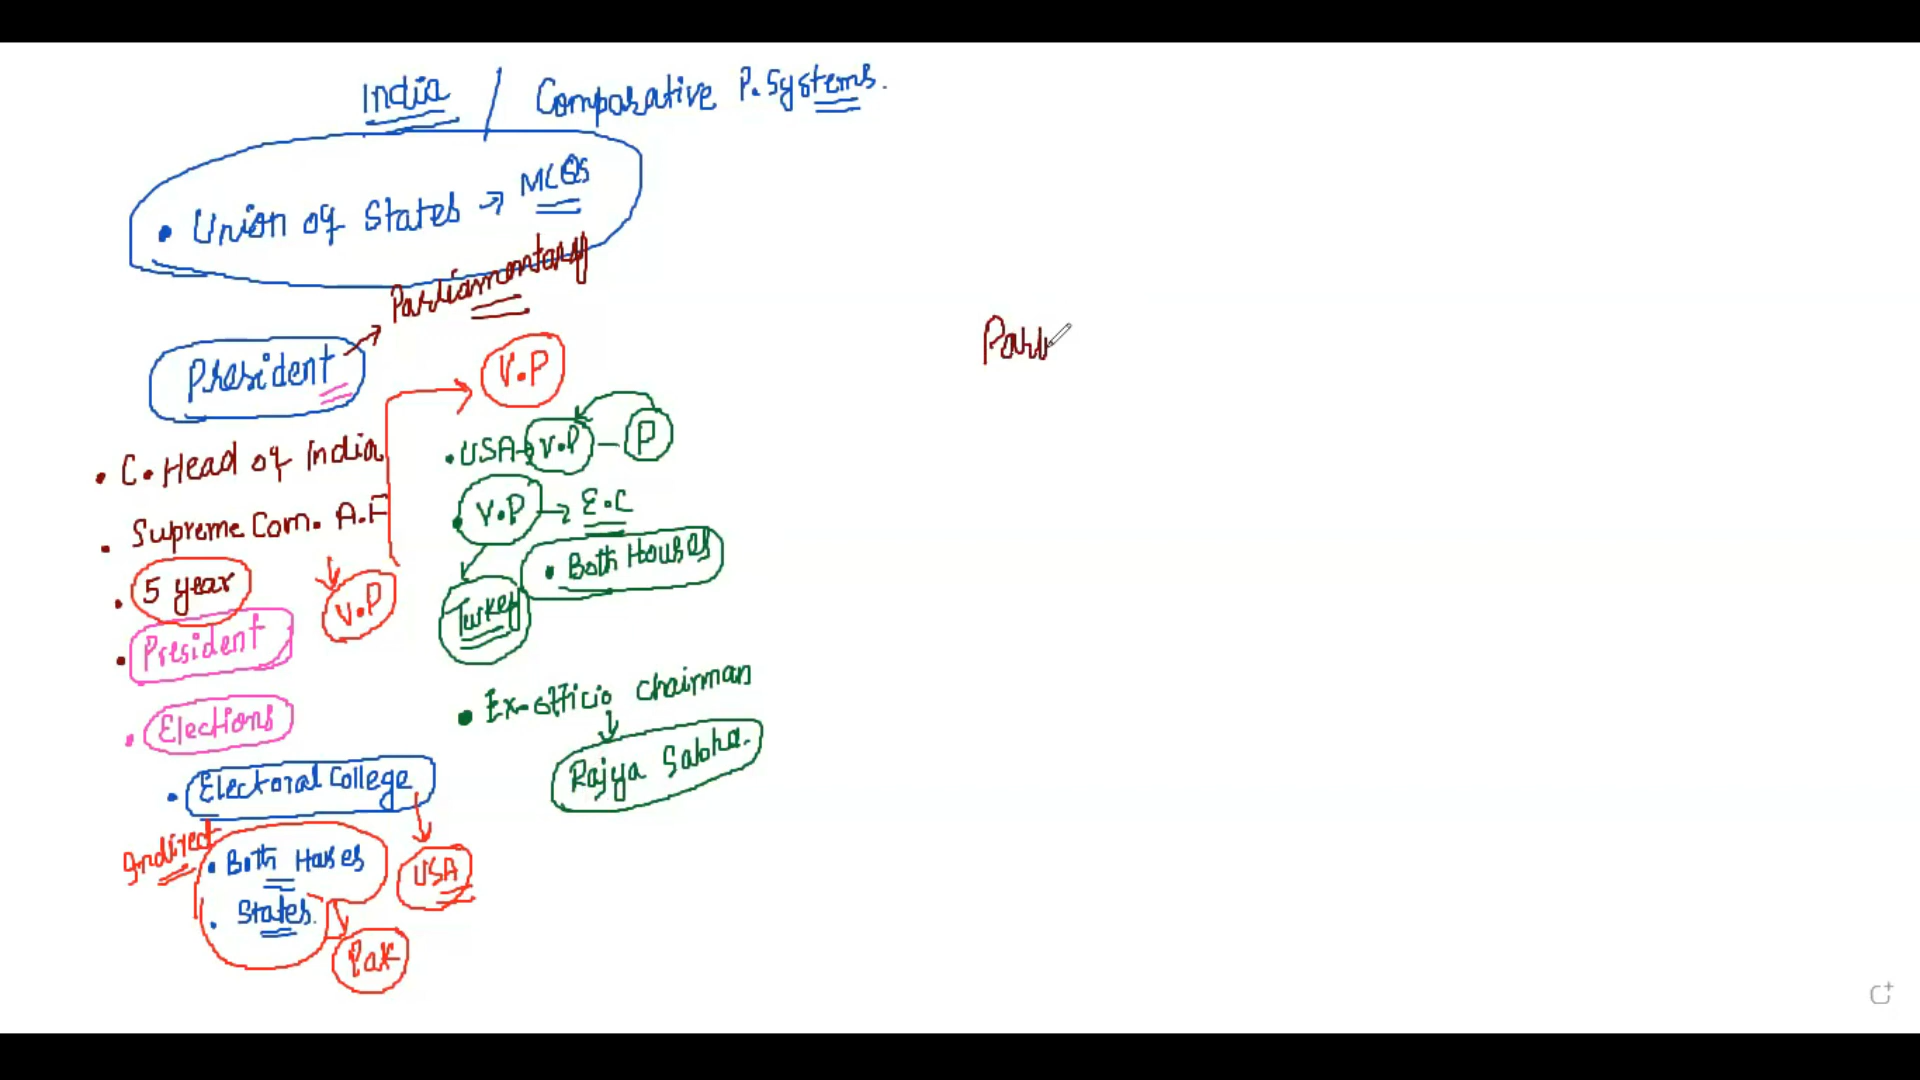 India / Comparative P. Systems.
• Union of States → MCQs
Parliamentary
President
• C. Head of India
• Supreme Com. A.F
• 5 year
V.P
• President
• Elections
• Electoral College
Indirect
• Both Houses
• States.
USA
Pak
V.P
• USA → V.P - P
• V.P → E.C
• Both Houses
Turkey
• Ex-officio chairman
Rajya Sabha.